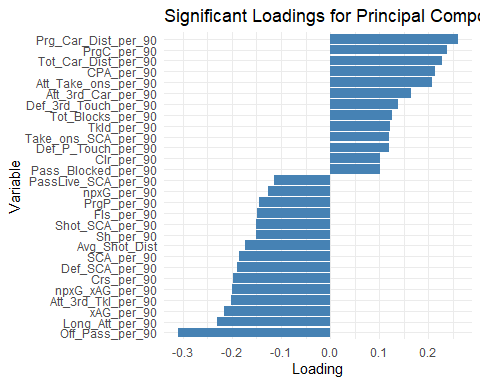 Significant Loadings for Principal Compo
Prg_Car_Dist_per_90
PrgC_per_90
Tot_Car_Dist_per_90
CPA_per_90
Att_Take_ons_per_90
Att_3rd_Car_per_90
Def_3rd_Touch_per_90
Tot_Blocks_per_90
Tkld_per_90
Take_ons_SCA_per_90
Def_P_Touch_per_90
Clr_per_90
Pass_Blocked_per_90
PassLive_SCA_per_90
npxG_per_90
PrgP_per_90
Fls_per_90
Shot_SCA_per_90
Sh_per_90
Avg_Shot_Dist
SCA_per_90
Def_SCA_per_90
Crs_per_90
npxG_xAG_per_90
Att_3rd_Tkl_per_90
xAG_per_90
Long_Att_per_90
Off_Pass_per_90
Variable
-0.3 -0.2 -0.1 0.0 0.1 0.2
Loading